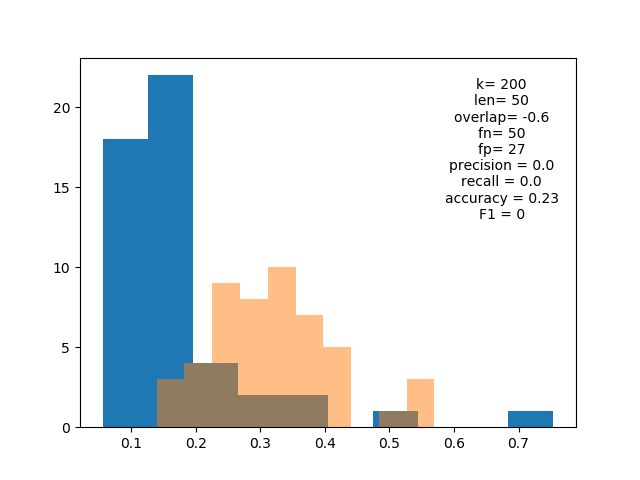 k= 200
len= 50
overlap= -0.6
fn= 50
fp= 27
precision = 0.0
recall = 0.0
accuracy = 0.23
F1 = 0
20
15
10
5
0
0.1 0.2 0.3 0.4 0.5 0.6 0.7